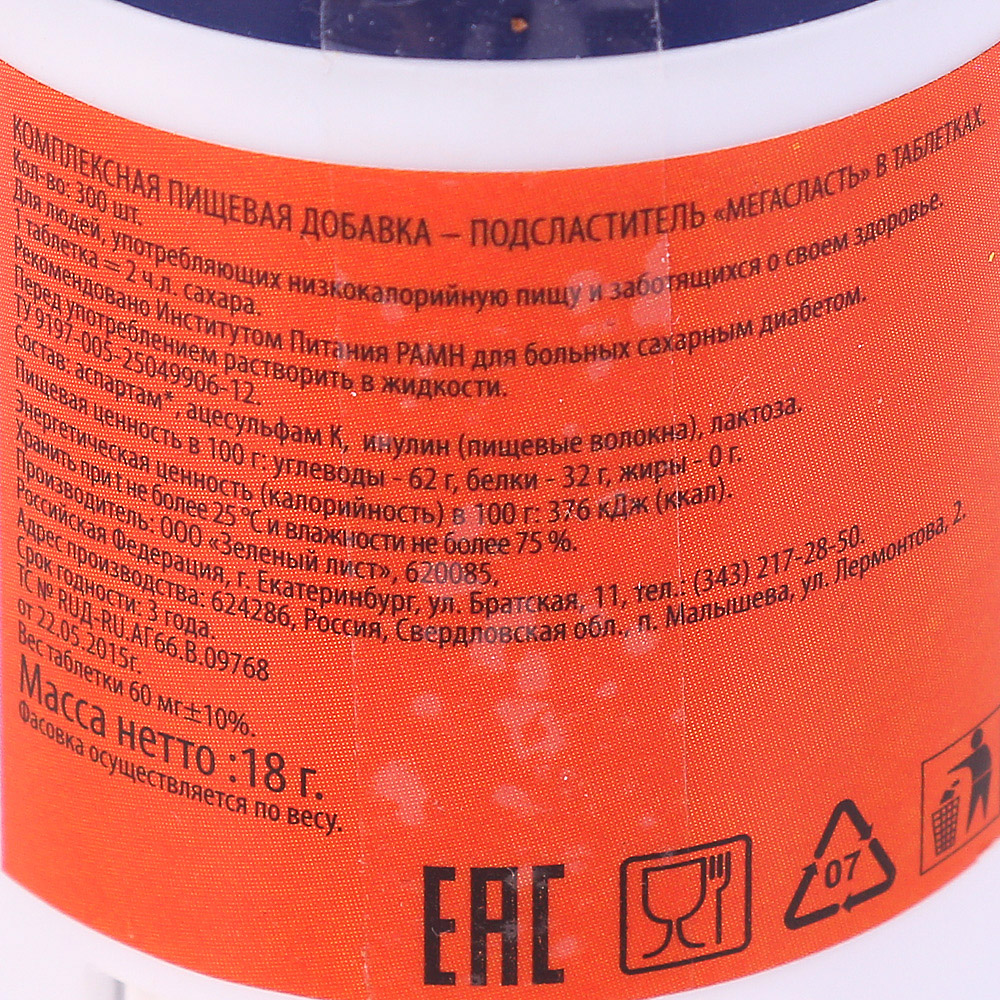 КОМПЛЕКСНАЯ ПИЩЕВАЯ ДОБАВКА – ПОДСЛАСТИТЕЛЬ «МЕГАСЛАСТЬ» В ТАБЛЕТКАХ.
Кол-во: 300 шт.
Для людей, употребляющих низкокалорийную пищу и заботящихся о своем здоровье.
1 таблетка = 2 ч.л. сахара.
Рекомендовано Институтом Питания РАМН для больных сахарным диабетом.
Перед употреблением растворить в жидкости.
ТУ 9197-005-25049906-12.
Состав: аспартам*, ацесульфам К, инулин (пищевые волокна), лактоза.
Пищевая ценность в 100 г: углеводы - 62 г, белки - 32 г, жиры - 0 г.
Энергетическая ценность (калорийность) в 100 г: 376 кДж (ккал).
Хранить при t не более 25 °С и влажности не более 75 %.
Производитель: ООО «Зеленый лист», 620085,
Российская Федерация, г. Екатеринбург, ул. Братская, 11, тел.: (343) 217-28-50.
Адрес производства: 624286, Россия, Свердловская обл., п. Малышева, ул. Лермонтова, 2.
Срок годности: 3 года.
ТС № RUД-RU.АГ66.В.09768
от 22.05.2015г.
Вес таблетки 60 мг±10%.
Масса нетто :18 г.
Фасовка осуществляется по весу.
EAC
07